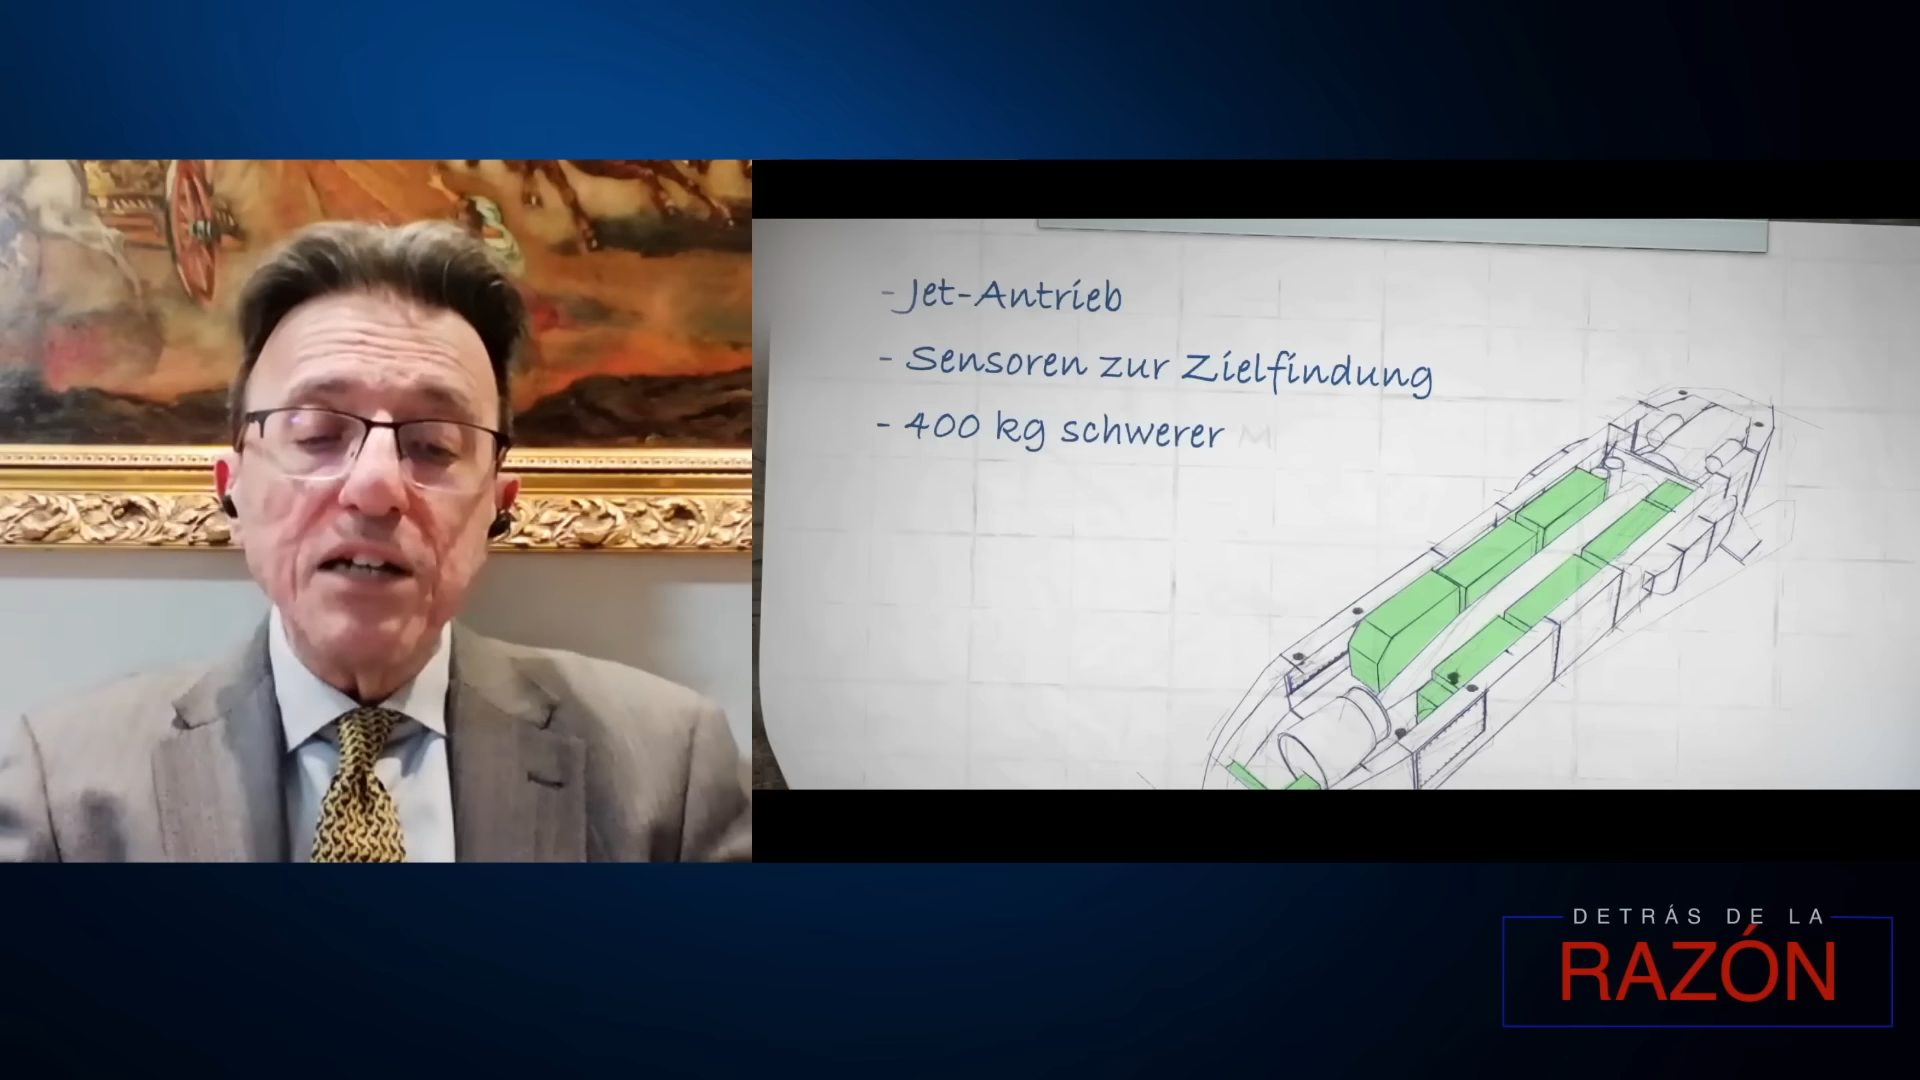 - Jet-Antrieb
- Sensoren zur Zielfindung
- 400 kg schwerer M
DETRÁS DE LA
RAZÓN